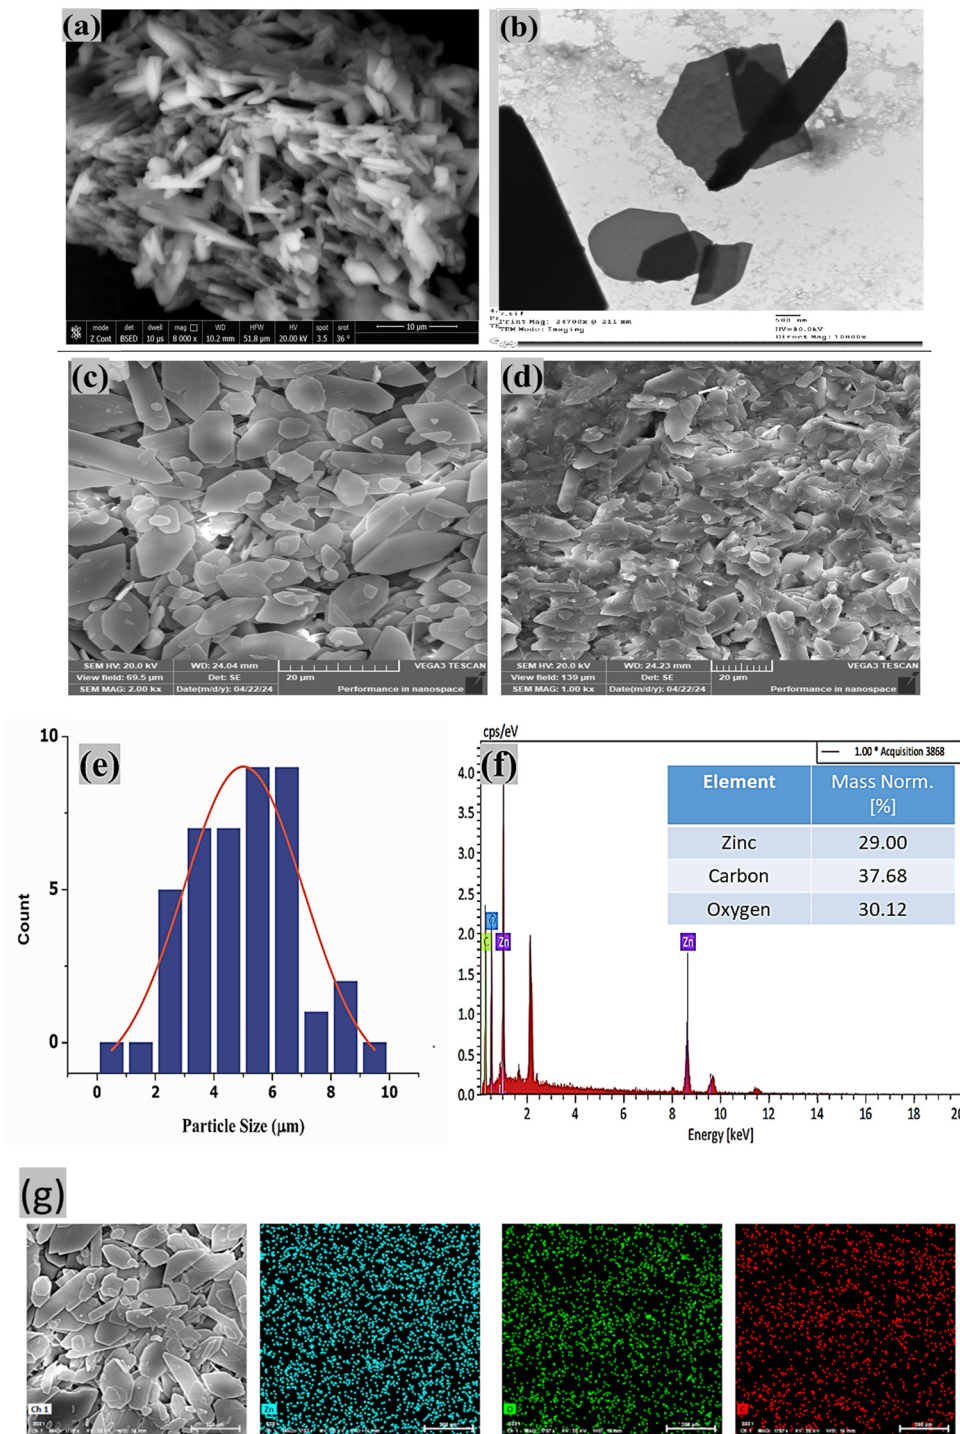 (a)
mode det dwell mag WD HFW HV spot srot
Z Cont BSED 10 µs 8 000 x 10.2 mm 51.8 µm 20.00 kV 3.5 36 °
10 µm
(b)
7.tif
Print Mag: 24700x @ 211 mm
TEM Mode: Imaging
500 nm
HV=80.0kV
Direct Mag: 10000x
(c)
SEM HV: 20.0 kV WD: 24.04 mm VEGA3 TESCAN
View field: 69.5 µm Det: SE 20 µm
SEM MAG: 2.00 kx Date(m/d/y): 04/22/24 Performance in nanospace
(d)
SEM HV: 20.0 kV WD: 24.23 mm VEGA3 TESCAN
View field: 139 µm Det: SE 20 µm
SEM MAG: 1.00 kx Date(m/d/y): 04/22/24 Performance in nanospace
(e)
10
5
0
Count
0 2 4 6 8 10
Particle Size (µm)
(f)
cps/eV
1.00 * Acquisition 3868
4.0
3.5
3.0
2.5
2.0
1.5
1.0
0.5
0.0
C O Zn Zn
Element Mass Norm. [%]
Zinc 29.00
Carbon 37.68
Oxygen 30.12
2 4 6 8 10 12 14 16 18 20
Energy [keV]
(g)
Ch 1
Zn
O